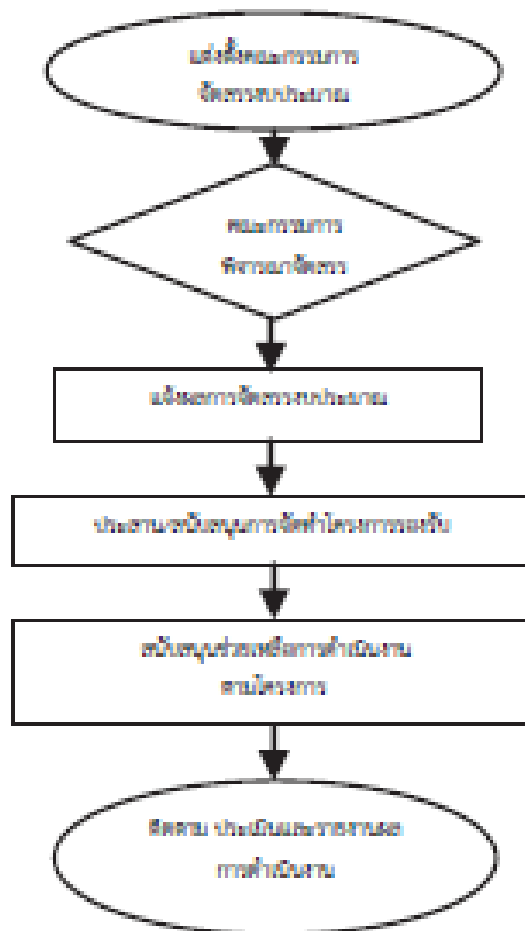 แต่งตั้งคณะกรรมการ
จัดสรรงบประมาณ
คณะกรรมการ
พิจารณาจัดสรร
แจ้งผลการจัดสรรงบประมาณ
ประสาน/สนับสนุนการจัดทำโครงการรองรับ
สนับสนุนช่วยเหลือการดำเนินงาน
ตามโครงการ
ติดตาม ประเมินและรายงานผล
การดำเนินงาน